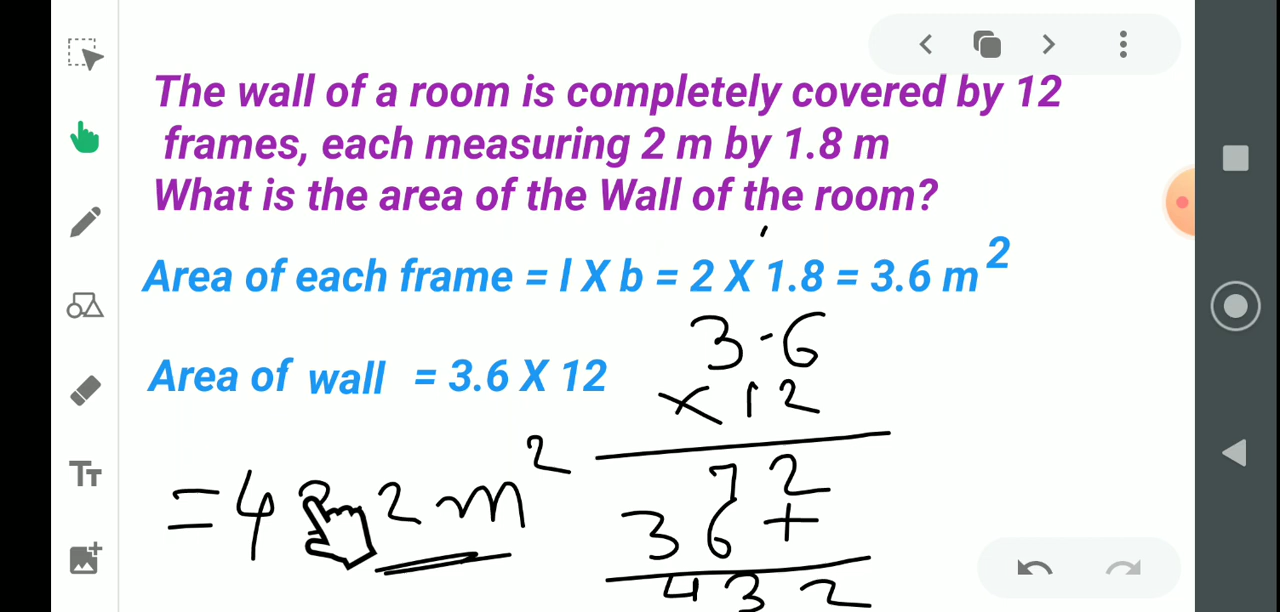 The wall of a room is completely covered by 12
frames, each measuring 2 m by 1.8 m
What is the area of the Wall of the room?
Area of each frame = l X b = 2 X 1.8 = 3.6 m²
Area of wall = 3.6 X 12
3.6
×12
72
36+
432
=4 2 m²
Tт